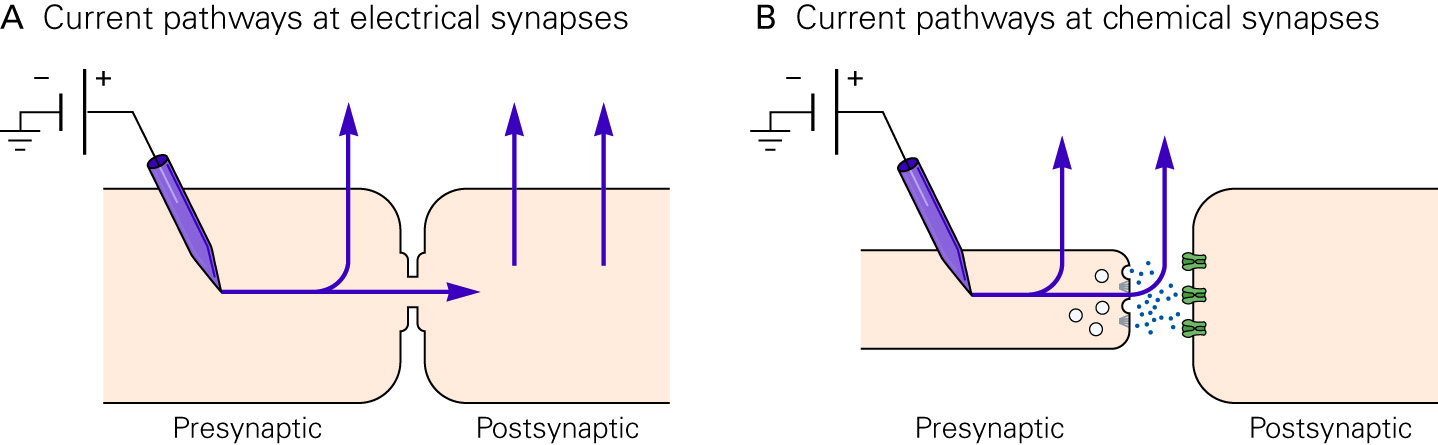 A Current pathways at electrical synapses
B Current pathways at chemical synapses
− +
− +
Presynaptic
Postsynaptic
Presynaptic
Postsynaptic